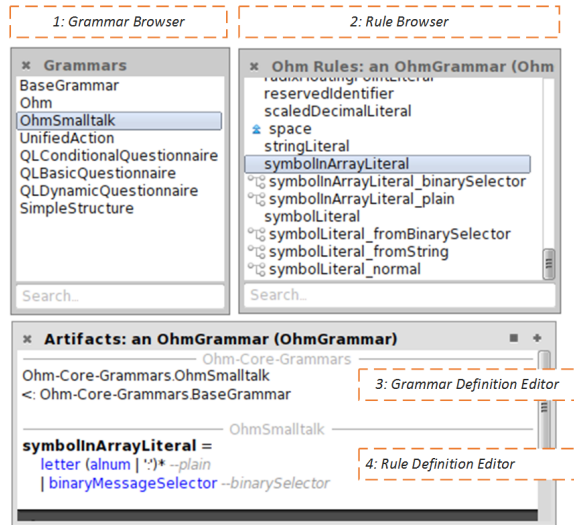 1: Grammar Browser
2: Rule Browser
Grammars
BaseGrammar
Ohm
OhmSmalltalk
UnifiedAction
QLConditionalQuestionnaire
QLBasicQuestionnaire
QLDynamicQuestionnaire
SimpleStructure
Search..
Ohm Rules: an OhmGrammar (Ohm
radixFloatingPointLiteral
reservedIdentifier
scaledDecimalLiteral
space
stringLiteral
symbolInArrayLiteral
symbolInArrayLiteral_binarySelector
symbolInArrayLiteral_plain
symbolLiteral
symbolLiteral_fromBinarySelector
symbolLiteral_fromString
symbolLiteral_normal
Search..
Artifacts: an OhmGrammar (OhmGrammar)
Ohm-Core-Grammars
Ohm-Core-Grammars.OhmSmalltalk
<: Ohm-Core-Grammars.BaseGrammar
3: Grammar Definition Editor
OhmSmalltalk
symbolInArrayLiteral =
letter (alnum | ':')* --plain
| binaryMessageSelector --binarySelector
4: Rule Definition Editor